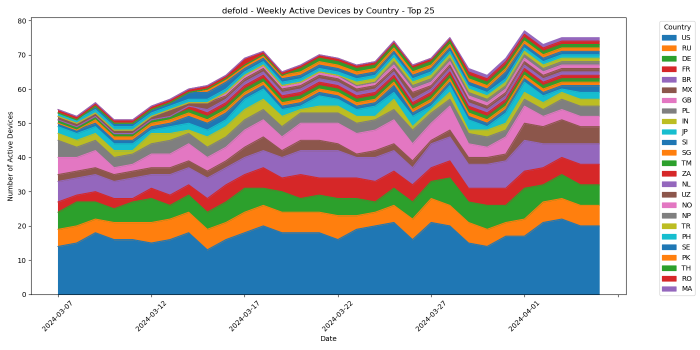 defold - Weekly Active Devices by Country - Top 25
Number of Active Devices
80
70
60
50
40
30
20
10
0
2024-03-07
2024-03-12
2024-03-17
2024-03-22
2024-03-27
2024-04-01
Date
Country
US
RU
DE
FR
BR
MX
GB
PL
IN
JP
SI
SG
TM
ZA
NL
UZ
NO
NP
TR
PH
SE
PK
TH
RO
MA